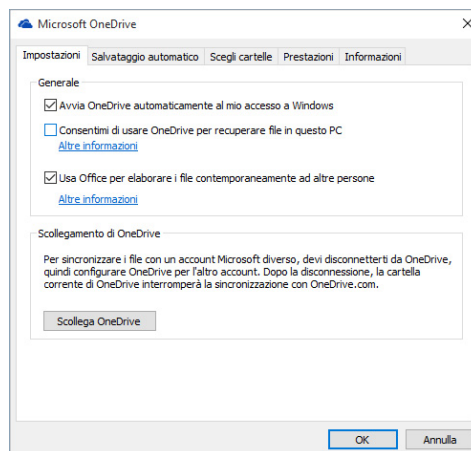 Microsoft OneDrive
Impostazioni Salvataggio automatico Scegli cartelle Prestazioni Informazioni
Generale
Avvia OneDrive automaticamente al mio accesso a Windows
Consentimi di usare OneDrive per recuperare file in questo PC
Altre informazioni
Usa Office per elaborare i file contemporaneamente ad altre persone
Altre informazioni
Scollegamento di OneDrive
Per sincronizzare i file con un account Microsoft diverso, devi disconnetterti da OneDrive,
quindi configurare OneDrive per l'altro account. Dopo la disconnessione, la cartella
corrente di OneDrive interromperà la sincronizzazione con OneDrive.com.
Scollega OneDrive
OK Annulla